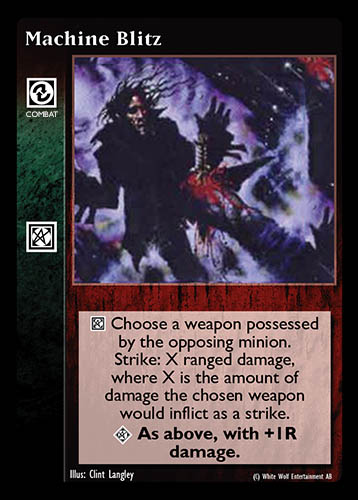 Machine Blitz
COMBAT
Choose a weapon possessed
by the opposing minion.
Strike: X ranged damage,
where X is the amount of
damage the chosen weapon
would inflict as a strike.
As above, with +1R
damage.
Illus: Clint Langley
(C) White Wolf Entertainment AB